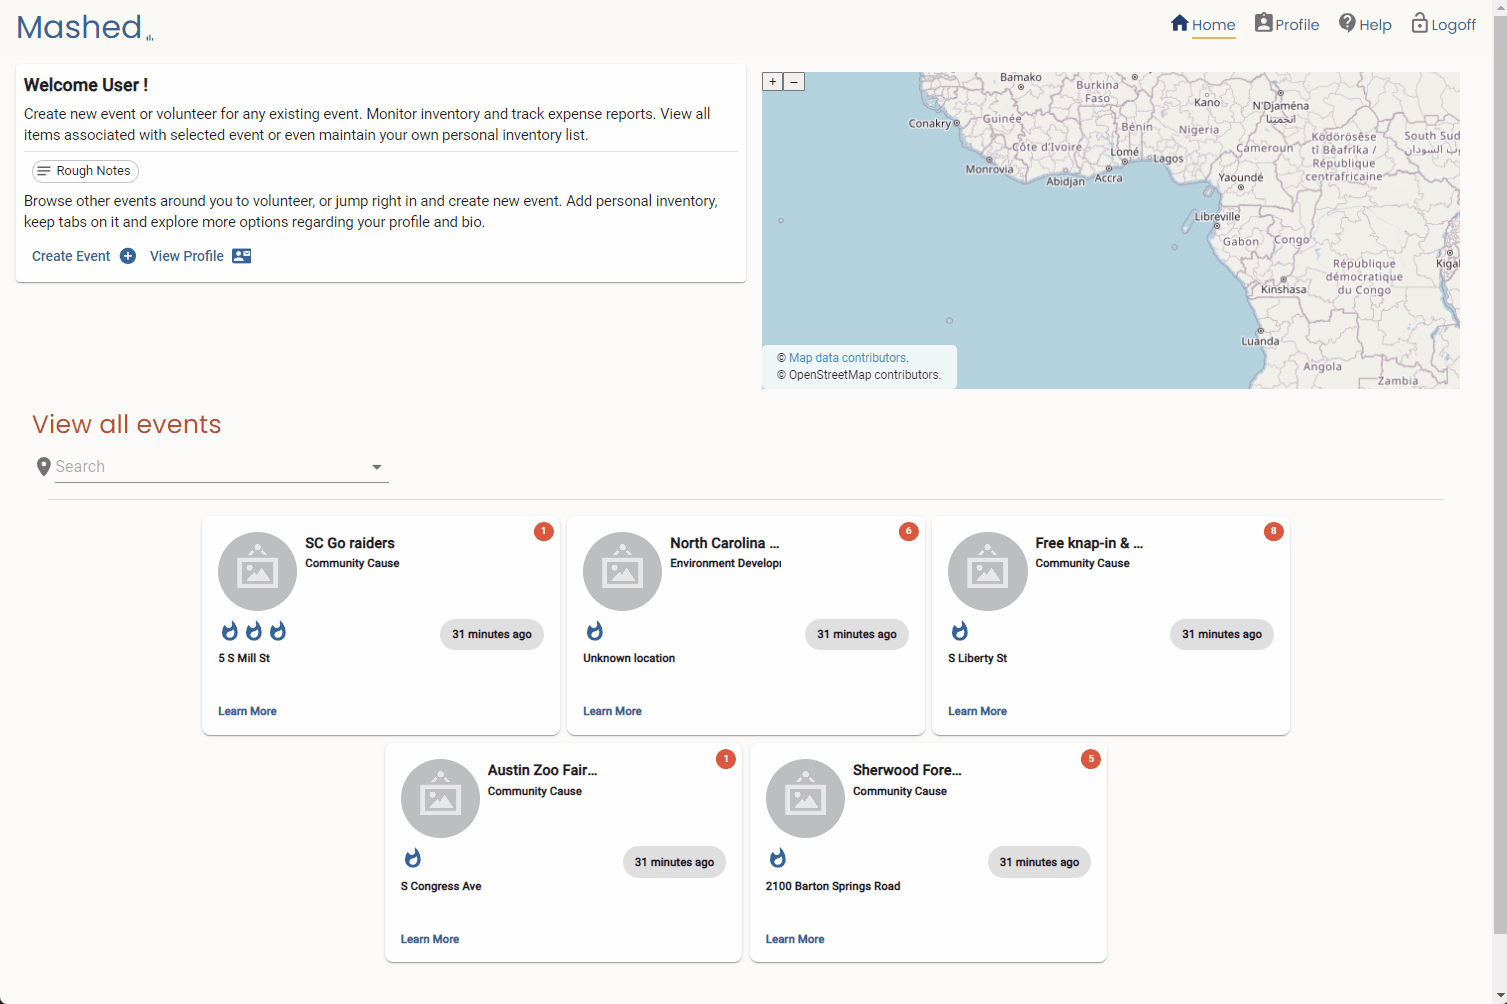 Mashed
Home Profile Help Logoff
Welcome User !
Create new event or volunteer for any existing event. Monitor inventory and track expense reports. View all
items associated with selected event or even maintain your own personal inventory list.
Rough Notes
Browse other events around you to volunteer, or jump right in and create new event. Add personal inventory,
keep tabs on it and explore more options regarding your profile and bio.
Create Event View Profile
+ –
Bamako
Burkina
Faso
Kano
N'Djaména
انجمينا
Conakry
Guinée
Bénin
Nigeria
Ködörösêse
tî Bêafrîka /
République
centrafricaine
South Sud
Côte d'Ivoire
Lomé
Lagos
Cameroun
Monrovia
Abidjan
Accra
Yaoundé
Libreville
Gabon
Congo
République
démocratique
du Congo
Kigal
Kinshasa
Luanda
Angola
Zambia
© Map data contributors.
© OpenStreetMap contributors.
View all events
Search
SC Go raiders
1
Community Cause
31 minutes ago
5 S Mill St
Learn More
North Carolina ...
6
Environment Develop
31 minutes ago
Unknown location
Learn More
Free knap-in & ...
8
Community Cause
31 minutes ago
S Liberty St
Learn More
Austin Zoo Fair...
1
Community Cause
31 minutes ago
S Congress Ave
Learn More
Sherwood Fore...
5
Community Cause
31 minutes ago
2100 Barton Springs Road
Learn More